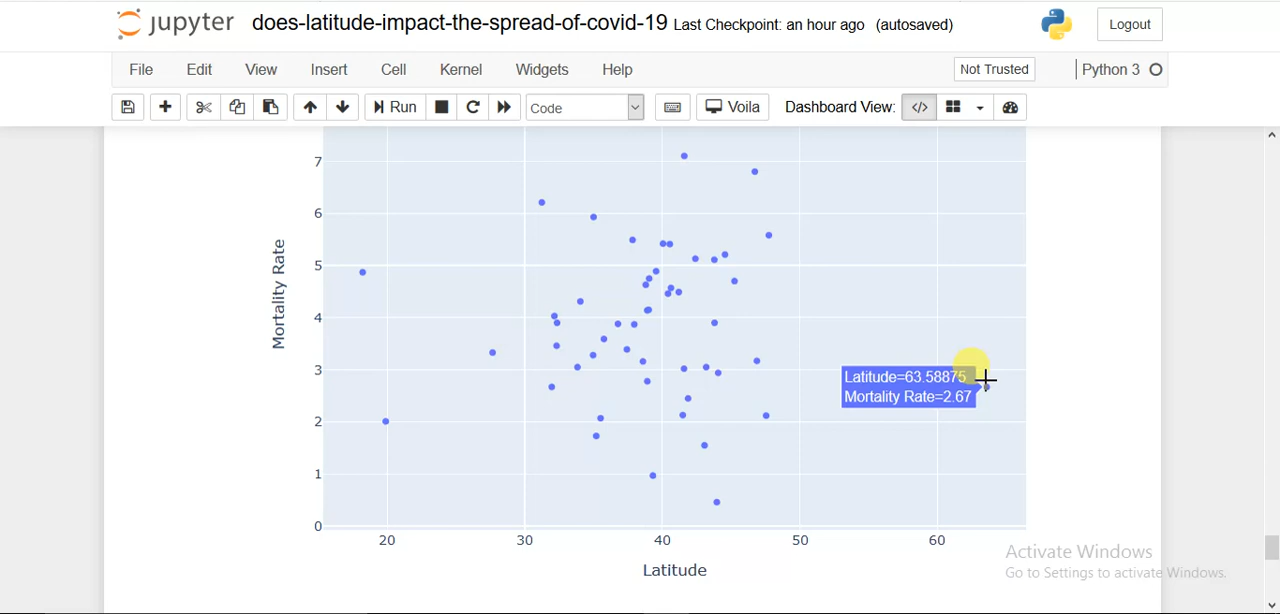 jupyter does-latitude-impact-the-spread-of-covid-19 Last Checkpoint: an hour ago (autosaved) Logout
File Edit View Insert Cell Kernel Widgets Help Not Trusted Python 3
Run Code Voila Dashboard View:
7
6
5
4
3
2
1
0
Mortality Rate
Latitude=63.58875
Mortality Rate=2.67
20 30 40 50 60
Latitude
Activate Windows
Go to Settings to activate Windows.